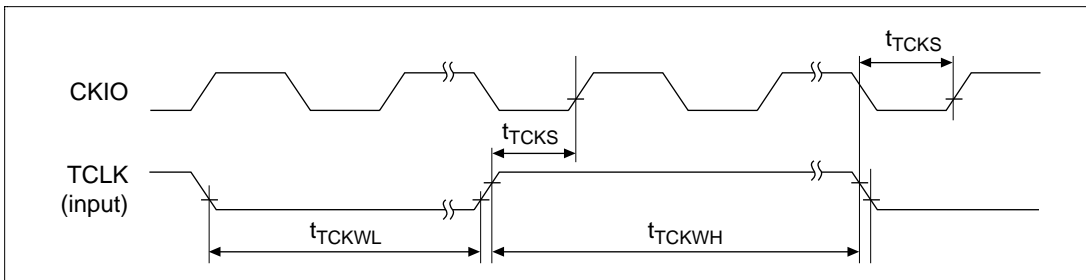 tTCKS
CKIO
tTCKS
TCLK
(input)
tTCKWL
tTCKWH